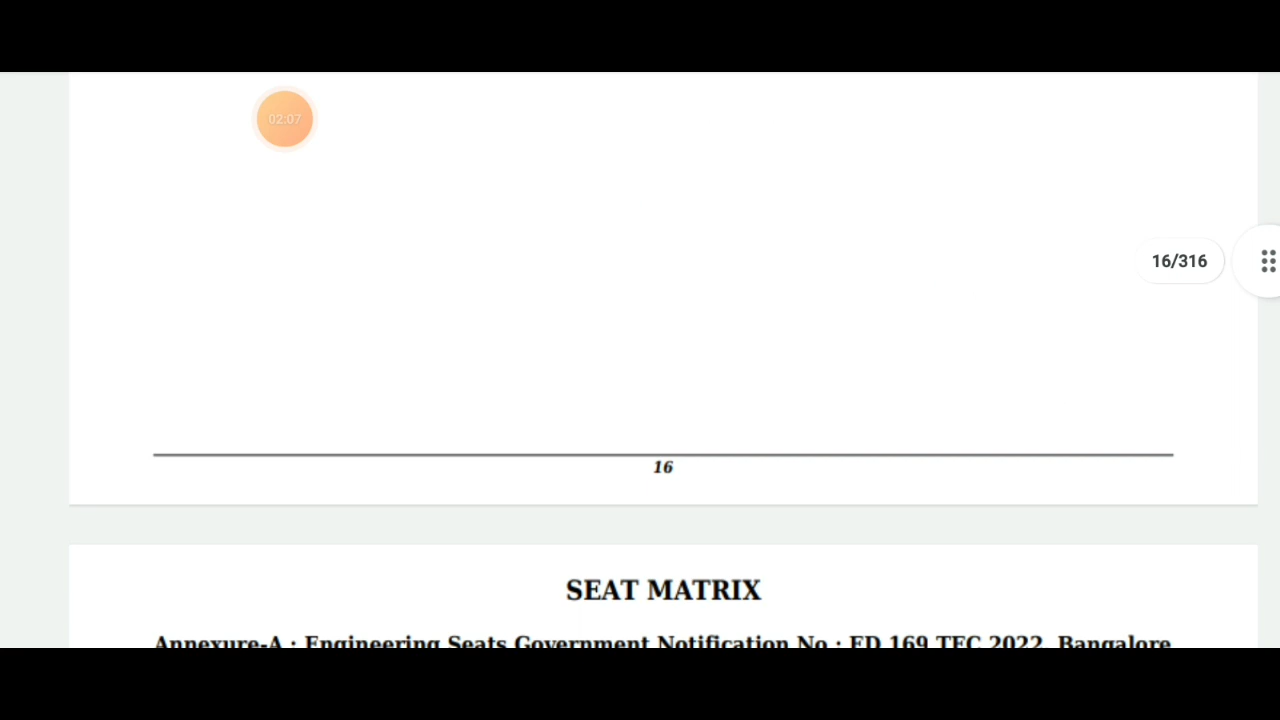 02:07
16/316
16
SEAT MATRIX
Annexure-A : Engineering Seats Government Notification No : ED 169 TEC 2022, Bangalore